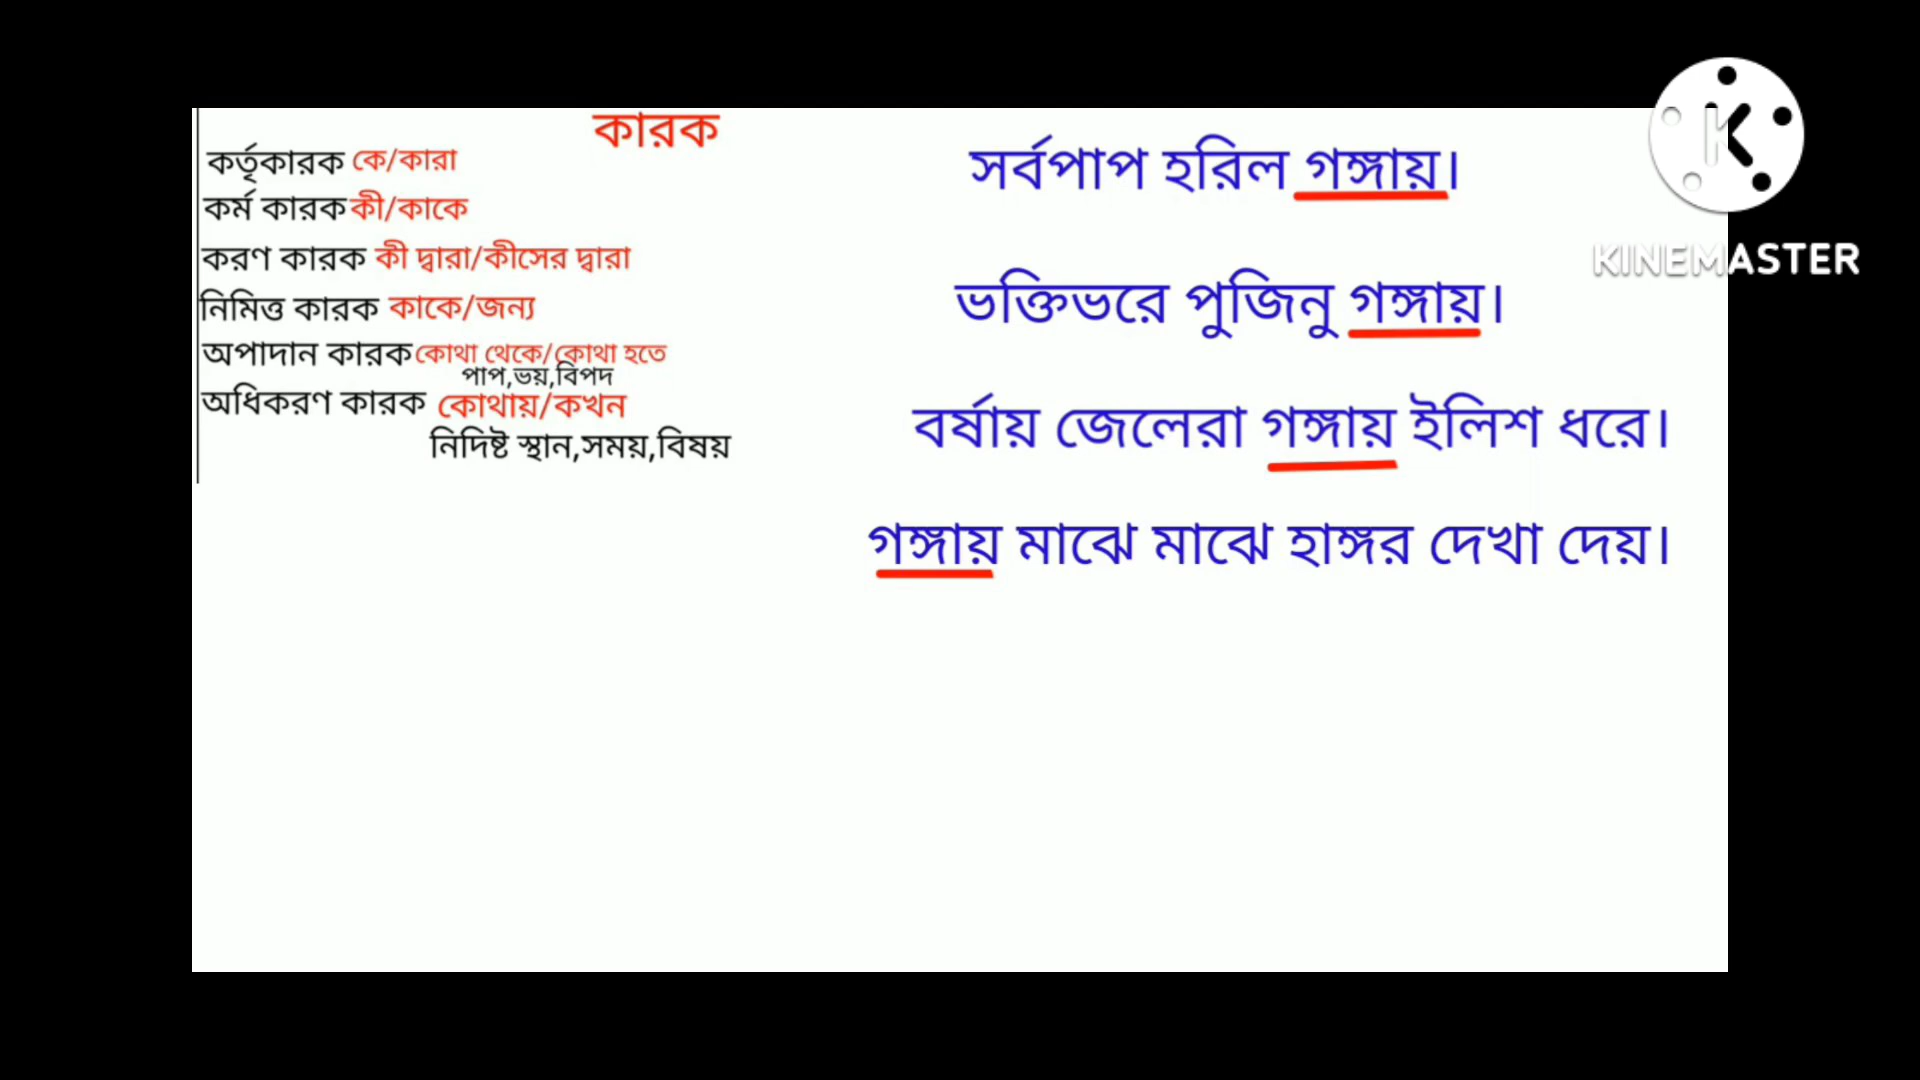 কারক
কর্তৃকারক কে/কারা
কর্ম কারক কী/কাকে
করণ কারক কী দ্বারা/কীসের দ্বারা
নিমিত্ত কারক কাকে/জন্য
অপাদান কারক কোথা থেকে/কোথা হতে
পাপ,ভয়,বিপদ
অধিকরণ কারক কোথায়/কখন
নিদিষ্ট স্থান,সময়,বিষয়
সর্বপাপ হরিল গঙ্গায়।
ভক্তিভরে পুজিনু গঙ্গায়।
বর্ষায় জেলেরা গঙ্গায় ইলিশ ধরে।
গঙ্গায় মাঝে মাঝে হাঙ্গর দেখা দেয়।
K
KINEMASTER